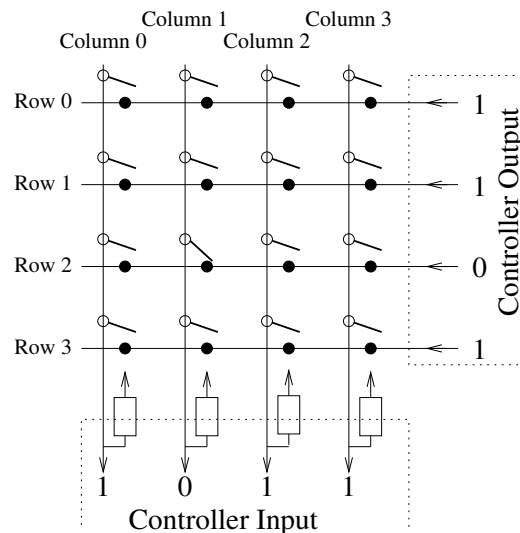 Column 1
Column 3
Column 0
Column 2
Row 0
1
Row 1
1
Row 2
0
Row 3
1
Controller Output
1 0 1 1
Controller Input